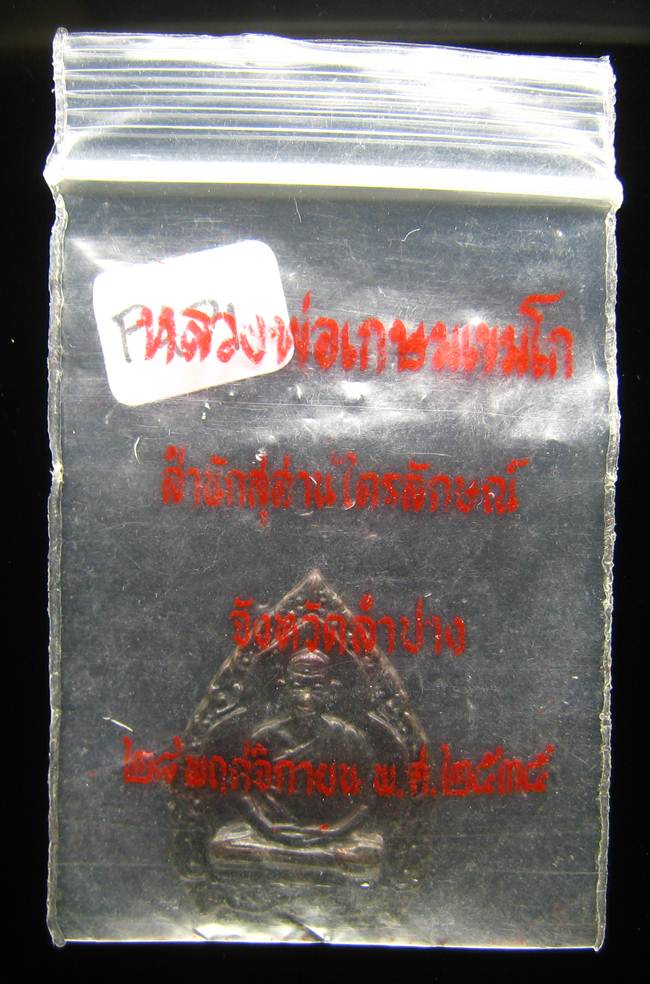 หลวงพ่อเกษมเขมโก
สำนักสุสานไตรลักษณ์
จังหวัดลำปาง
๒๘ พฤศจิกายน พ.ศ.๒๕๓๕